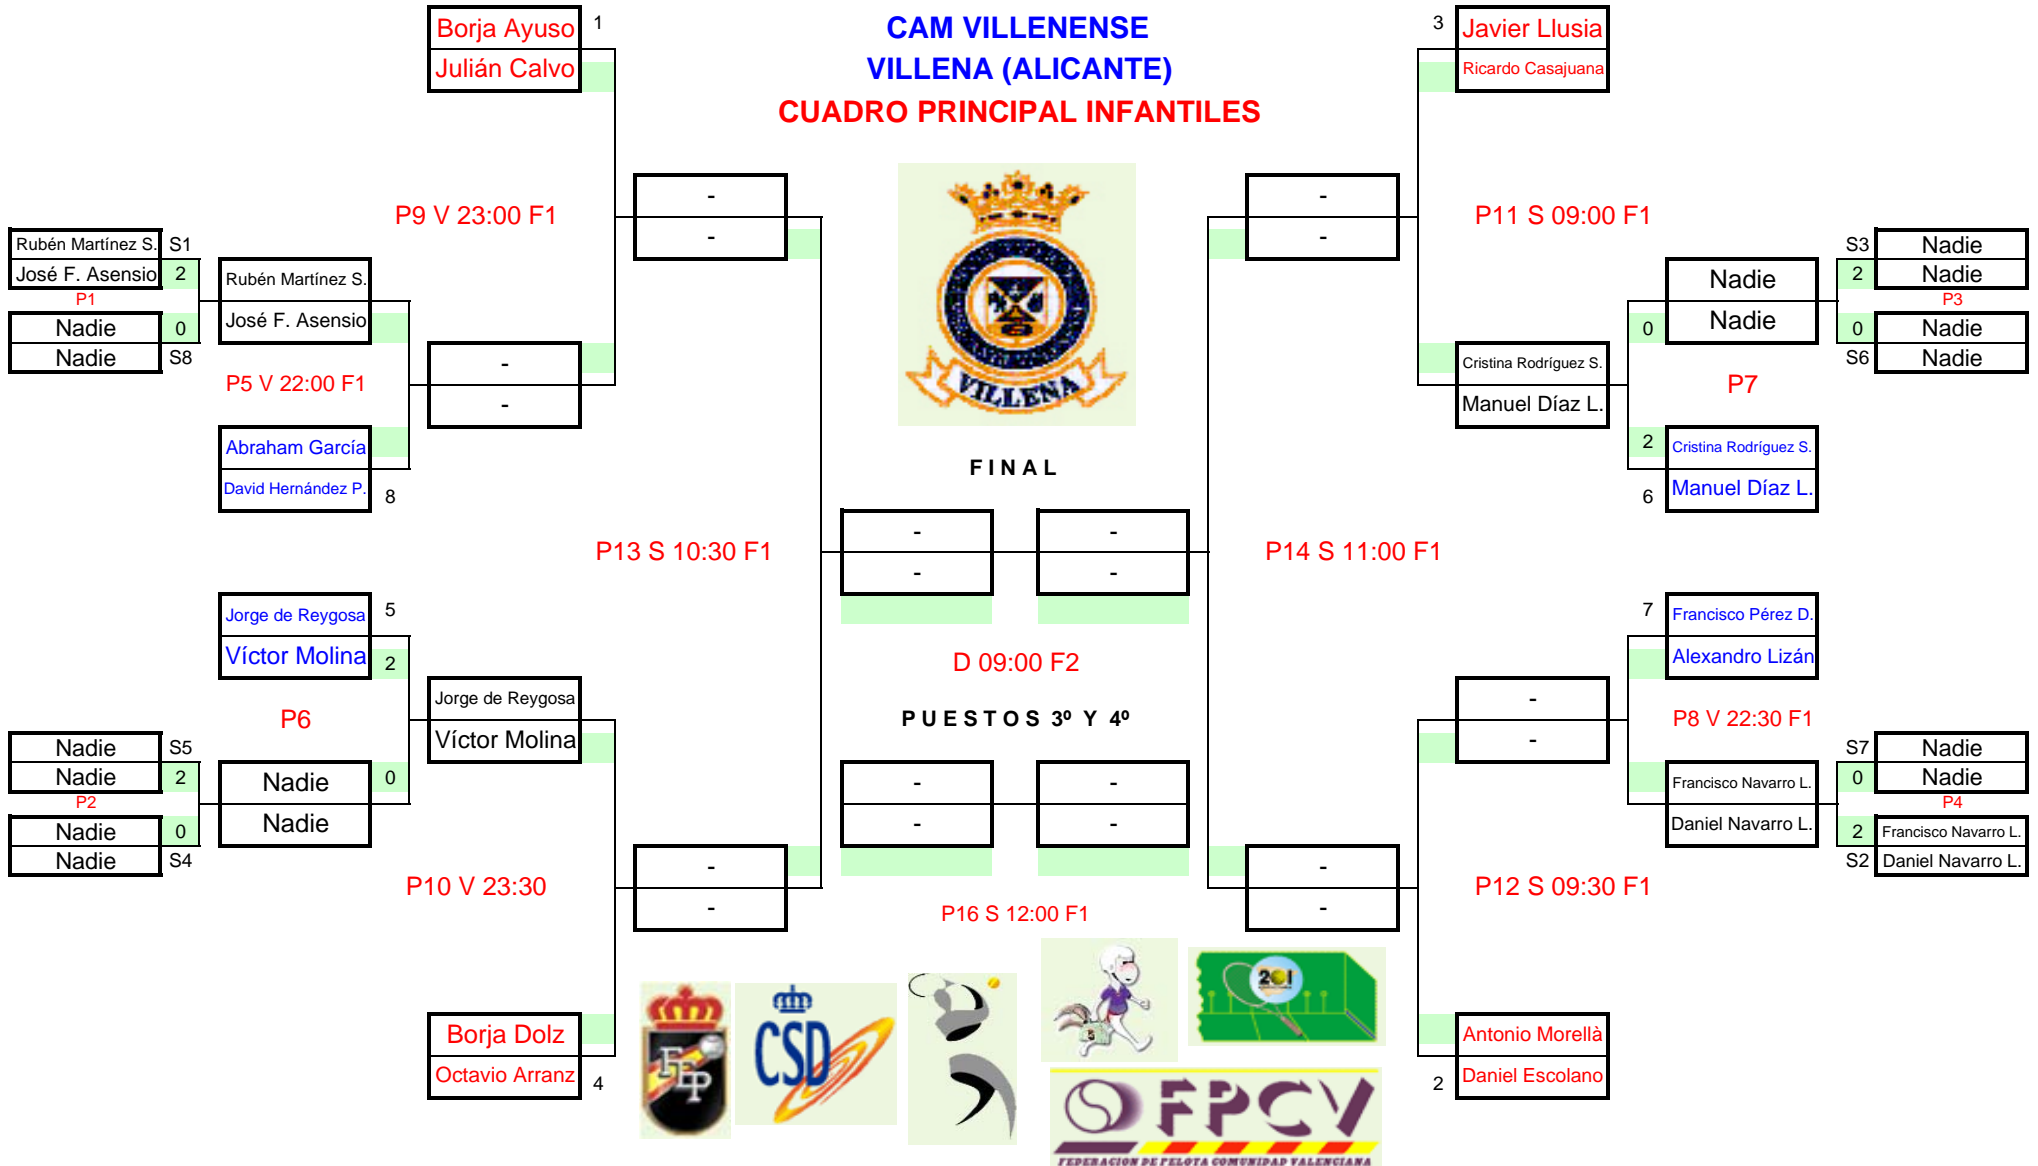 CAM VILLENENSE
VILLENA (ALICANTE)
CUADRO PRINCIPAL INFANTILES
Borja Ayuso 1
Julián Calvo
P9 V 23:00 F1
-
-
Rubén Martínez S. S1
José F. Asensio 2
P1
Nadie 0
Nadie S8
Rubén Martínez S.
José F. Asensio
P5 V 22:00 F1
Abraham García
David Hernández P. 8
-
-
P13 S 10:30 F1
Jorge de Reygosa 5
Víctor Molina 2
P6
Nadie S5
Nadie 2
P2
Nadie 0
Nadie S4
Nadie 0
Nadie
Jorge de Reygosa
Víctor Molina
P10 V 23:30
-
-
Borja Dolz
Octavio Arranz 4
VILLENA
FINAL
- -
- -
D 09:00 F2
PUESTOS 3º Y 4º
- -
- -
P16 S 12:00 F1
3 Javier Llusia
Ricardo Casajuana
-
-
P11 S 09:00 F1
S3 Nadie
2 Nadie
P3
0 Nadie
S6 Nadie
Nadie
0 Nadie
P7
Cristina Rodríguez S.
Manuel Díaz L.
2 Cristina Rodríguez S.
6 Manuel Díaz L.
P14 S 11:00 F1
7 Francisco Pérez D.
Alexandro Lizán
-
-
P8 V 22:30 F1
S7 Nadie
0 Nadie
P4
2 Francisco Navarro L.
S2 Daniel Navarro L.
Francisco Navarro L.
Daniel Navarro L.
-
-
P12 S 09:30 F1
Antonio Morellà
2 Daniel Escolano
FEP
CSD
201
FPCV
FEDERACION DE PELOTA COMUNIDAD VALENCIANA